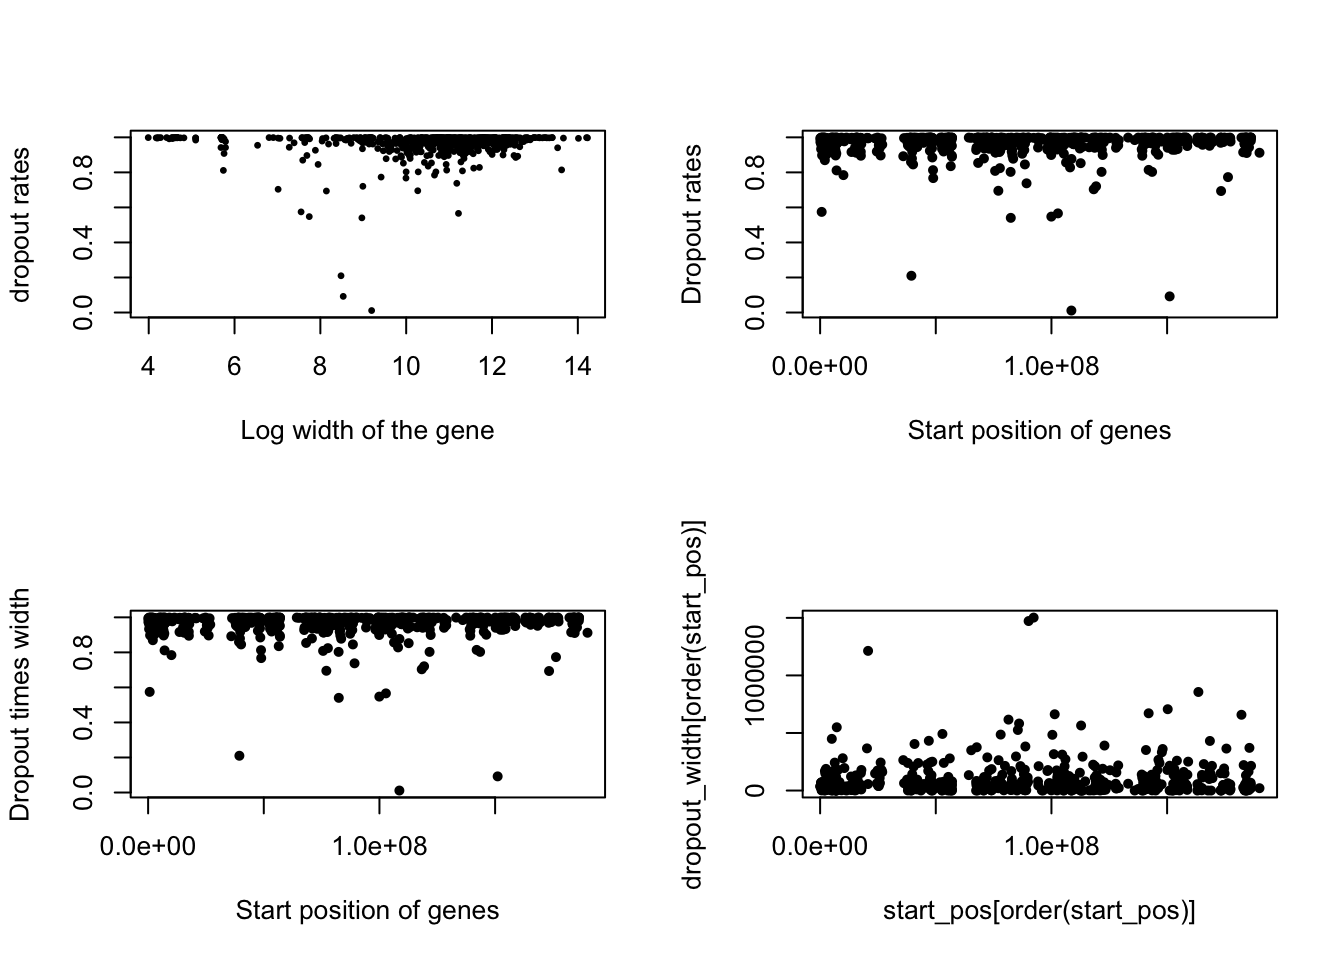 dropout rates
0.0 0.4 0.8
4 6 8 10 12 14
Log width of the gene
Dropout rates
0.0 0.4 0.8
0.0e+00 1.0e+08
Start position of genes
Dropout times width
0.0 0.4 0.8
0.0e+00 1.0e+08
Start position of genes
dropout_width[order(start_pos)]
0 1000000
0.0e+00 1.0e+08
start_pos[order(start_pos)]